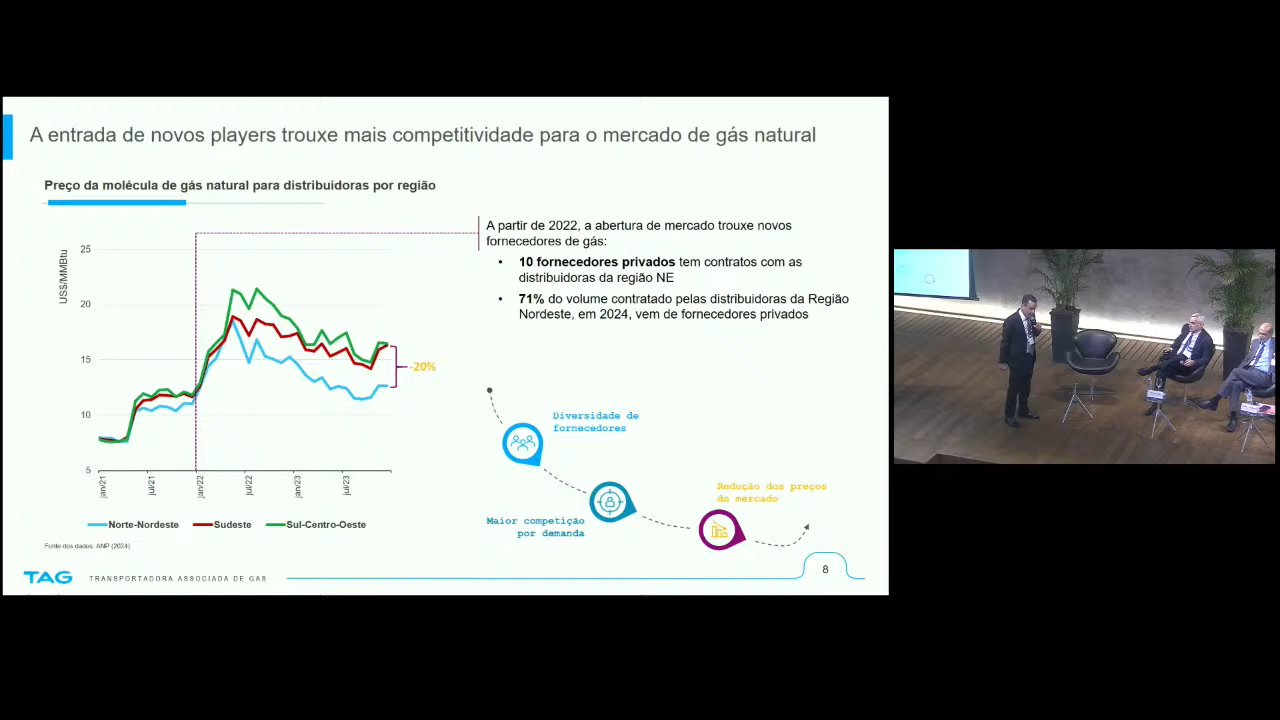 A entrada de novos players trouxe mais competitividade para o mercado de gás natural
Preço da molécula de gás natural para distribuidoras por região
US$/MMBtu
25
20
15
10
5
jan/21
jul/21
jan/22
jul/22
jan/23
jul/23
-20%
Norte-Nordeste
Sudeste
Sul-Centro-Oeste
Fonte dos dados. ANP (2024)
A partir de 2022, a abertura de mercado trouxe novos
fornecedores de gás:
• 10 fornecedores privados tem contratos com as
distribuidoras da região NE
• 71% do volume contratado pelas distribuidoras da Região
Nordeste, em 2024, vem de fornecedores privados
Diversidade de
fornecedores
Maior competição
por demanda
Redução dos preços
do mercado
TAG
TRANSPORTADORA ASSOCIADA DE GÁS
8